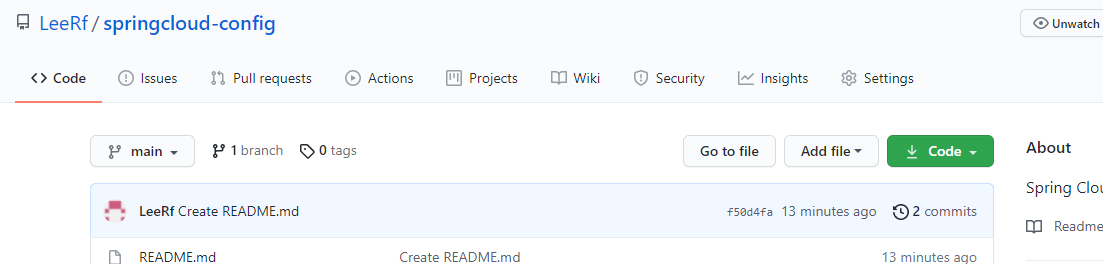 LeeRf / springcloud-config
Unwatch
Code Issues Pull requests Actions Projects Wiki Security Insights Settings
main 1 branch 0 tags Go to file Add file Code
About
LeeRf Create README.md f50d4fa 13 minutes ago 2 commits
Spring Clou
Readme
README.md Create README.md 13 minutes ago